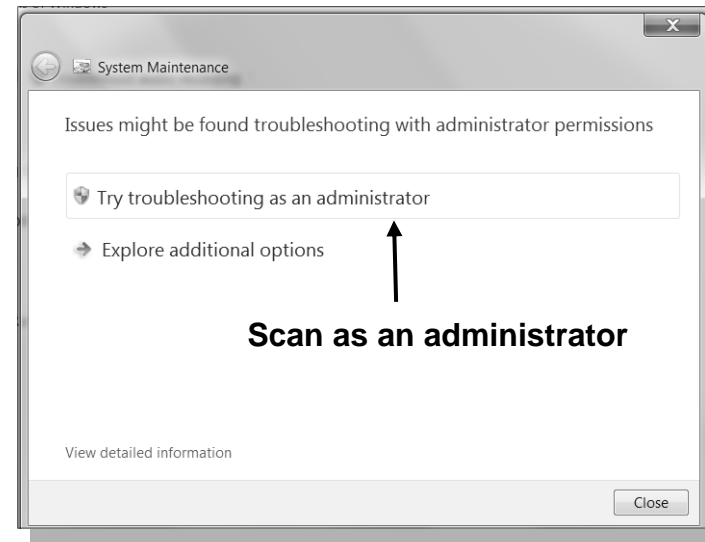 System Maintenance
Issues might be found troubleshooting with administrator permissions
Try troubleshooting as an administrator
Explore additional options
Scan as an administrator
View detailed information
Close